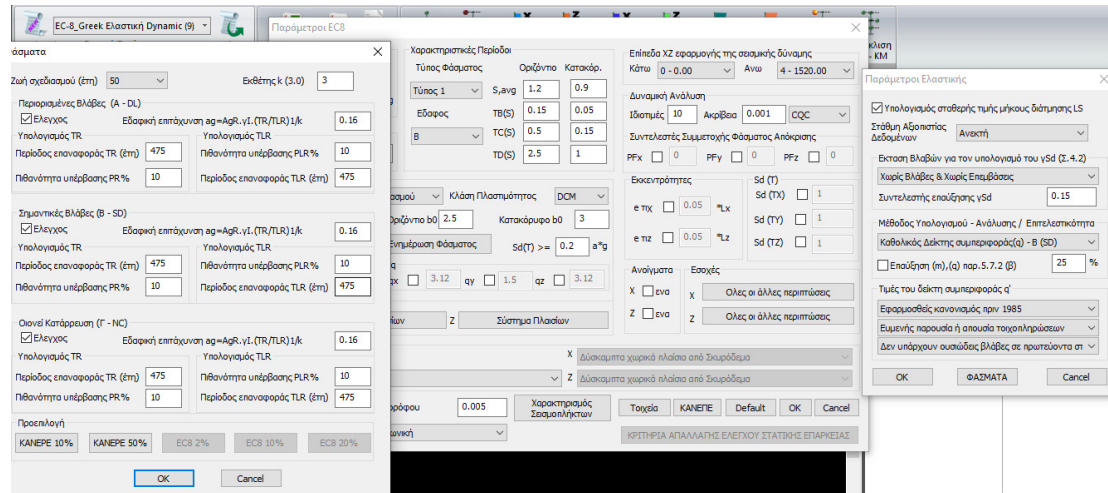 EC-8_Greek Ελαστική Dynamic (9)
Παράμετροι EC8
άσματα
Ζωή σχεδιασμού (έτη) 50 Εκθέτης k (3.0) 3
Περιορισμένες Βλάβες (A - DL)
Ελεγχος Εδαφική επιτάχυνση ag=AgR.γI.(TR/TLR)1/k 0.16
Υπολογισμός TR Υπολογισμός TLR
Περίοδος επαναφοράς TR (έτη) 475 Πιθανότητα υπέρβασης PLR% 10
Πιθανότητα υπέρβασης PR% 10 Περίοδος επαναφοράς TLR (έτη) 475
Σημαντικές Βλάβες (B - SD)
Ελεγχος Εδαφική επιτάχυνση ag=AgR.γI.(TR/TLR)1/k 0.16
Υπολογισμός TR Υπολογισμός TLR
Περίοδος επαναφοράς TR (έτη) 475 Πιθανότητα υπέρβασης PLR% 10
Πιθανότητα υπέρβασης PR% 10 Περίοδος επαναφοράς TLR (έτη) 475
Οιονεί Κατάρρευση (Γ - NC)
Ελεγχος Εδαφική επιτάχυνση ag=AgR.γI.(TR/TLR)1/k 0.16
Υπολογισμός TR Υπολογισμός TLR
Περίοδος επαναφοράς TR (έτη) 475 Πιθανότητα υπέρβασης PLR% 10
Πιθανότητα υπέρβασης PR% 10 Περίοδος επαναφοράς TLR (έτη) 475
Προεπιλογή
ΚΑΝΕΡΕ 10% ΚΑΝΕΡΕ 50% EC8 2% EC8 10% EC8 20%
OK Cancel
Χαρακτηριστικές Περίοδοι
Τύπος Φάσματος Οριζόντιο Κατακόρ.
Τύπος 1 S,avg 1.2 0.9
Εδαφος TB(S) 0.15 0.05
B TC(S) 0.5 0.15
TD(S) 2.5 1
σμού Κλάση Πλαστιμότητος DCM
Οριζόντιο b0 2.5 Κατακόρυφο b0 3
Ενημέρωση Φάσματος Sd(T) >= 0.2 a*g
q
qx 3.12 qy 1.5 qz 3.12
ίων Z Σύστημα Πλαισίων
X Δύσκαμπτα χωρικά πλαίσια από Σκυρόδεμα
Z Δύσκαμπτα χωρικά πλαίσια από Σκυρόδεμα
ορόφου 0.005 Χαρακτηρισμός Σεισμοπλήκτων
ωνική
Επίπεδα XZ εφαρμογής της σεισμικής δύναμης
Κάτω 0 - 0.00 Ανω 4 - 1520.00
Δυναμική Ανάλυση
Ιδιοτιμές 10 Ακρίβεια 0.001 CQC
Συντελεστές Συμμετοχής Φάσματος Απόκρισης
PFx 0 PFy 0 PFz 0
Εκκεντρότητες Sd (T)
e τιχ 0.05 *Lx Sd (TX) 1
Sd (TY) 1
e τιz 0.05 *Lz Sd (TZ) 1
Ανοίγματα Εσοχές
X ενα X Ολες οι άλλες περιπτώσεις
Z ενα Z Ολες οι άλλες περιπτώσεις
Τοιχεία ΚΑΝΕΠΕ Default OK Cancel
ΚΡΙΤΗΡΙΑ ΑΠΑΛΛΑΓΗΣ ΕΛΕΓΧΟΥ ΣΤΑΤΙΚΗΣ ΕΠΑΡΚΕΙΑΣ
κλιση
- KM
Παράμετροι Ελαστικής
Υπολογισμός σταθερής τιμής μήκους διάτμησης LS
Στάθμη Αξιοπιστίας Δεδομένων Ανεκτή
Εκταση Βλαβών για τον υπολογισμό του γSd (Σ.4.2)
Χωρίς Βλάβες & Χωρίς Επεμβάσεις
Συντελεστής επαύξησης γSd 0.15
Μέθοδος Υπολογισμού - Ανάλυσης / Επιτελεστικότητα
Καθολικός Δείκτης συμπεριφοράς(q) - B (SD)
Επαύξηση (m),(q) παρ.5.7.2 (β) 25 %
Τιμές του δείκτη συμπεριφοράς q'
Εφαρμοσθείς κανονισμός πριν 1985
Ευμενής παρουσία ή απουσία τοιχοπληρώσεων
Δεν υπάρχουν ουσιώδεις βλάβες σε πρωτεύοντα στ
OK ΦΑΣΜΑΤΑ Cancel